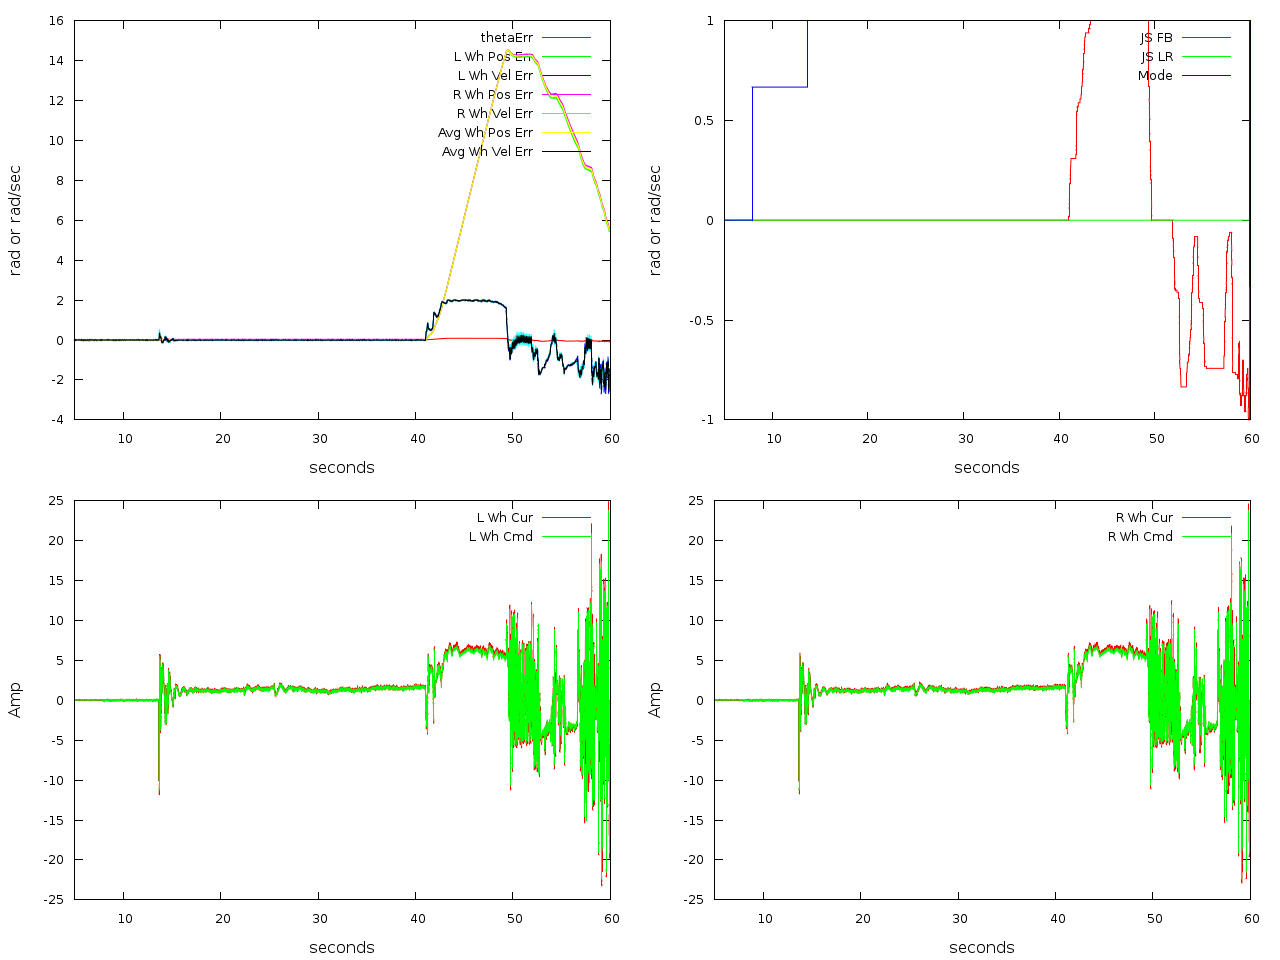 16
14
12
10
8
6
4
2
0
-2
-4
rad or rad/sec
thetaErr
L Wh Pos Err
L Wh Vel Err
R Wh Pos Err
R Wh Vel Err
Avg Wh Pos Err
Avg Wh Vel Err
10 20 30 40 50 60
seconds
1
0.5
0
-0.5
-1
rad or rad/sec
JS FB
JS LR
Mode
10 20 30 40 50 60
seconds
25
20
15
10
5
0
-5
-10
-15
-20
-25
Amp
L Wh Cur
L Wh Cmd
10 20 30 40 50 60
seconds
25
20
15
10
5
0
-5
-10
-15
-20
-25
Amp
R Wh Cur
R Wh Cmd
10 20 30 40 50 60
seconds